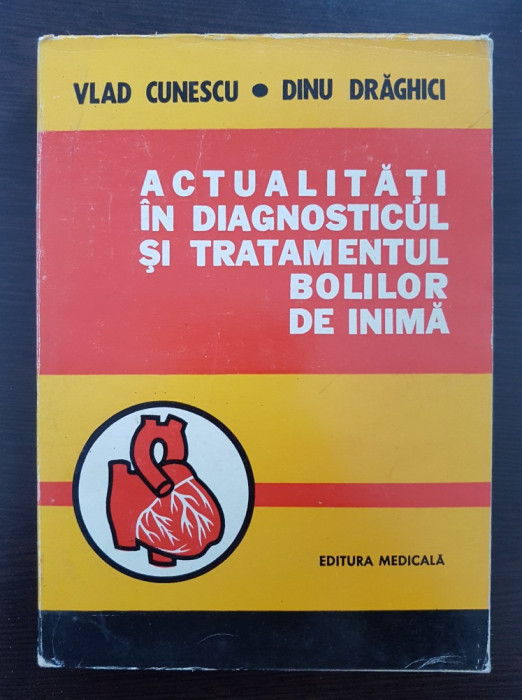 VLAD CUNESCU • DINU DRĂGHICI
ACTUALITĂȚI
ÎN DIAGNOSTICUL
ȘI TRATAMENTUL
BOLILOR
DE INIMĂ
EDITURA MEDICALĂ